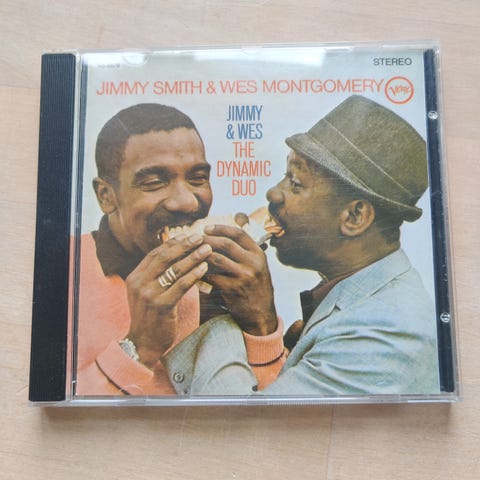 STEREO
JIMMY SMITH & WES MONTGOMERY
Verve
JIMMY
& WES
THE
DYNAMIC
DUO